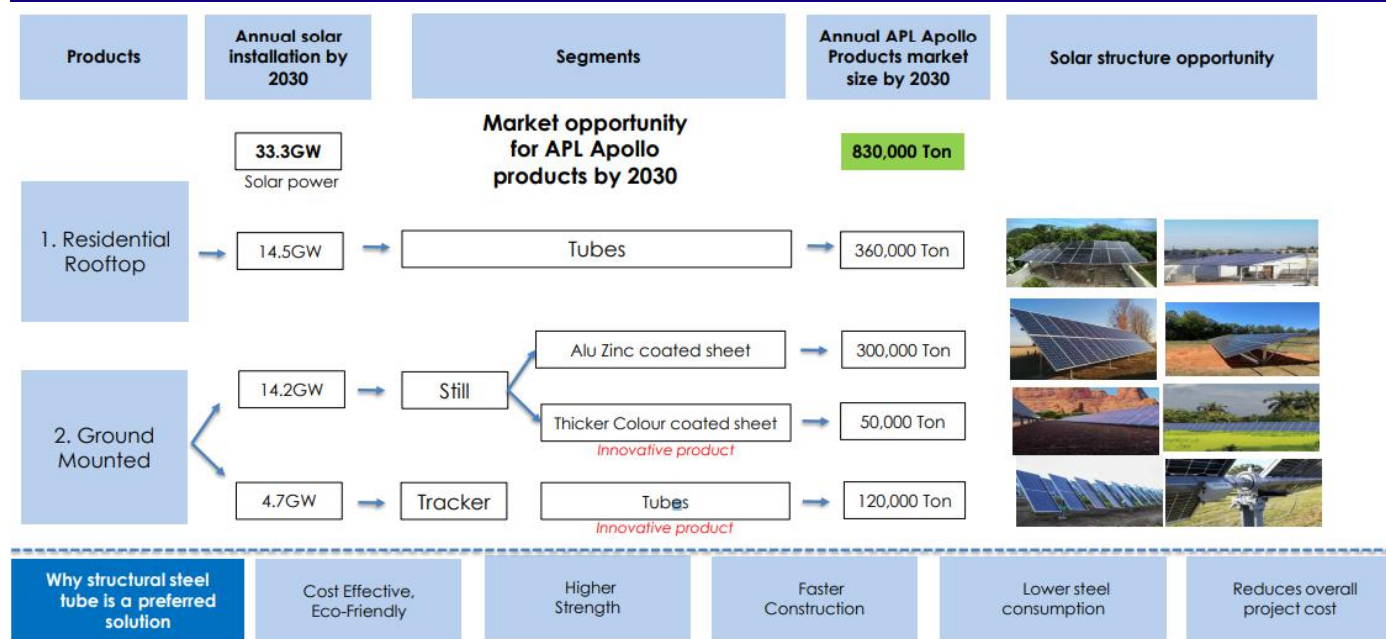 Products
Annual solar
installation by
2030
Segments
Annual APL Apollo
Products market
size by 2030
Solar structure opportunity
33.3GW
Solar power
Market opportunity
for APL Apollo
products by 2030
830,000 Ton
1. Residential
Rooftop
14.5GW
Tubes
360,000 Ton
2. Ground
Mounted
14.2GW
Still
Alu Zinc coated sheet
300,000 Ton
Thicker Colour coated sheet
Innovative product
50,000 Ton
4.7GW
Tracker
Tubes
Innovative product
120,000 Ton
Why structural steel
tube is a preferred
solution
Cost Effective,
Eco-Friendly
Higher
Strength
Faster
Construction
Lower steel
consumption
Reduces overall
project cost